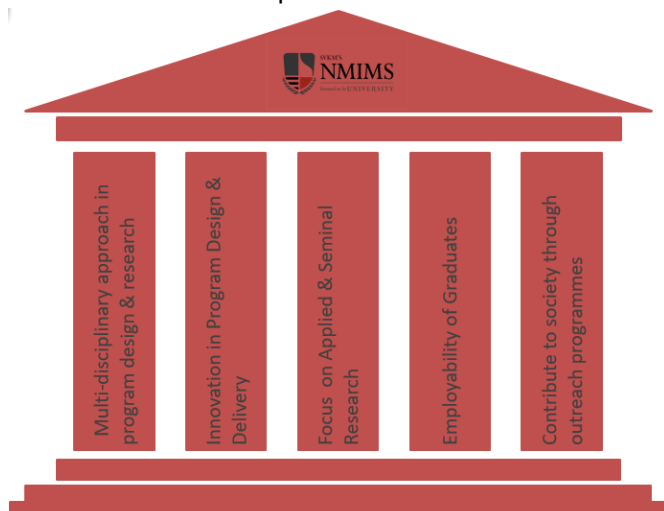 SVKM'S
NMIMS
Deemed to be UNIVERSITY
Multi-disciplinary approach in
program design & research
Innovation in Program Design &
Delivery
Focus on Applied & Seminal
Research
Employability of Graduates
Contribute to society through
outreach programmes